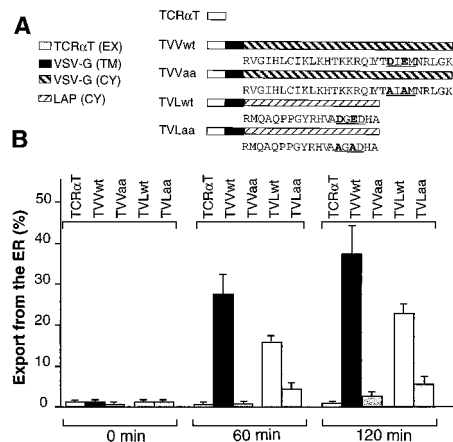 A
TCRαT
TVVwt
RVGIHLCIKLKHTKKRQIYTDIEMNRLGK
TVVaa
RVGIHLCIKLKHTKKRQIYTAIAMNRLGK
TVLwt
RMQAQPPGYRHVADGEDHA
TVLaa
RMQAQPPGYRHVAAGADHA
TCRαT (EX)
VSV-G (TM)
VSV-G (CY)
LAP (CY)
B
Export from the ER (%)
50
40
30
20
10
0
TCRαT TVVwt TVVaa TVLwt TVLaa
TCRαT TVVwt TVVaa TVLwt TVLaa
TCRαT TVVwt TVVaa TVLwt TVLaa
0 min 60 min 120 min